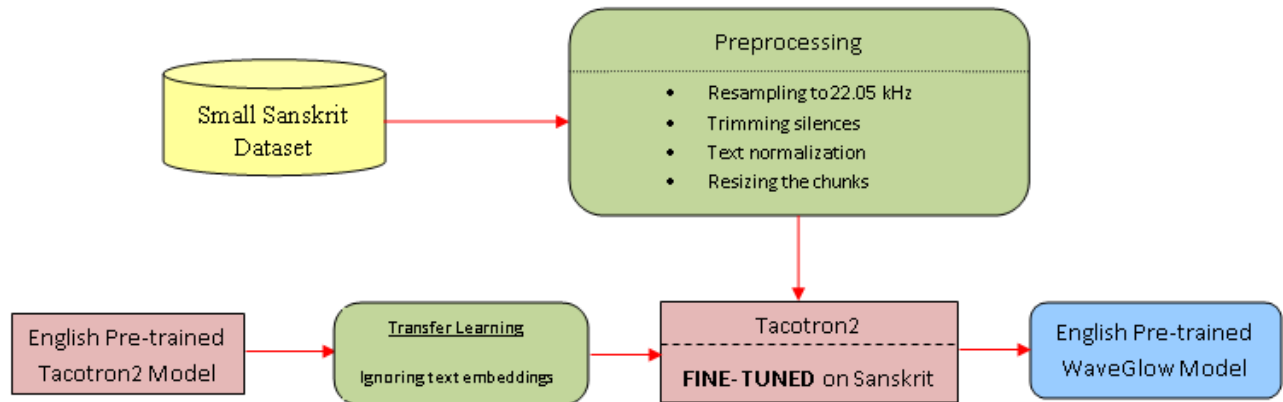 Small Sanskrit
Dataset
Preprocessing
• Resampling to 22.05 kHz
• Trimming silences
• Text normalization
• Resizing the chunks
English Pre-trained
Tacotron2 Model
Transfer Learning
Ignoring text embeddings
Tacotron2
FINE-TUNED on Sanskrit
English Pre-trained
WaveGlow Model